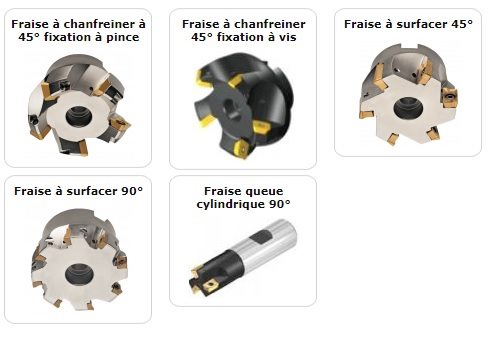 Fraise à chanfreiner à
45° fixation à pince
Fraise à chanfreiner
45° fixation à vis
Fraise à surfacer 45°
Fraise à surfacer 90°
Fraise queue
cylindrique 90°